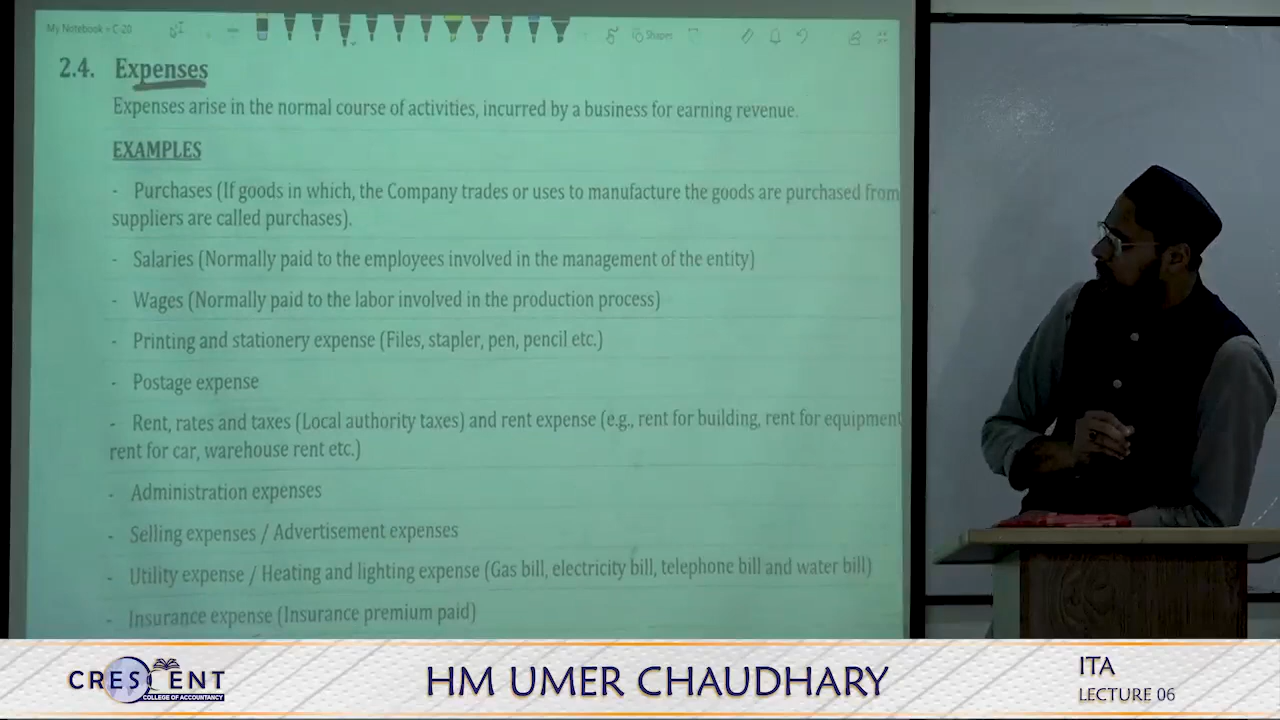 My Notebook - C-20
Shapes
2.4. Expenses
Expenses arise in the normal course of activities, incurred by a business for earning revenue.
EXAMPLES
- Purchases (If goods in which, the Company trades or uses to manufacture the goods are purchased from
suppliers are called purchases).
- Salaries (Normally paid to the employees involved in the management of the entity)
- Wages (Normally paid to the labor involved in the production process)
- Printing and stationery expense (Files, stapler, pen, pencil etc.)
- Postage expense
- Rent, rates and taxes (Local authority taxes) and rent expense (e.g., rent for building, rent for equipment
rent for car, warehouse rent etc.)
- Administration expenses
- Selling expenses / Advertisement expenses
- Utility expense / Heating and lighting expense (Gas bill, electricity bill, telephone bill and water bill)
- Insurance expense (Insurance premium paid)
CRESCENT
COLLEGE OF ACCOUNTANCY
HM UMER CHAUDHARY
ITA
LECTURE 06